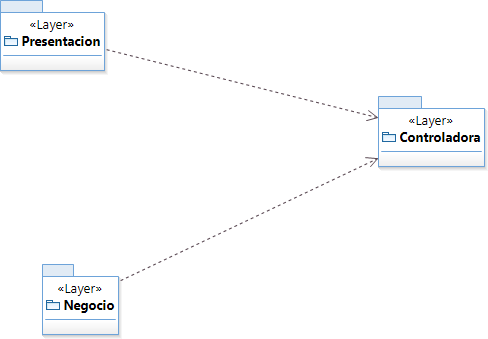 «Layer»
Presentacion
«Layer»
Controladora
«Layer»
Negocio